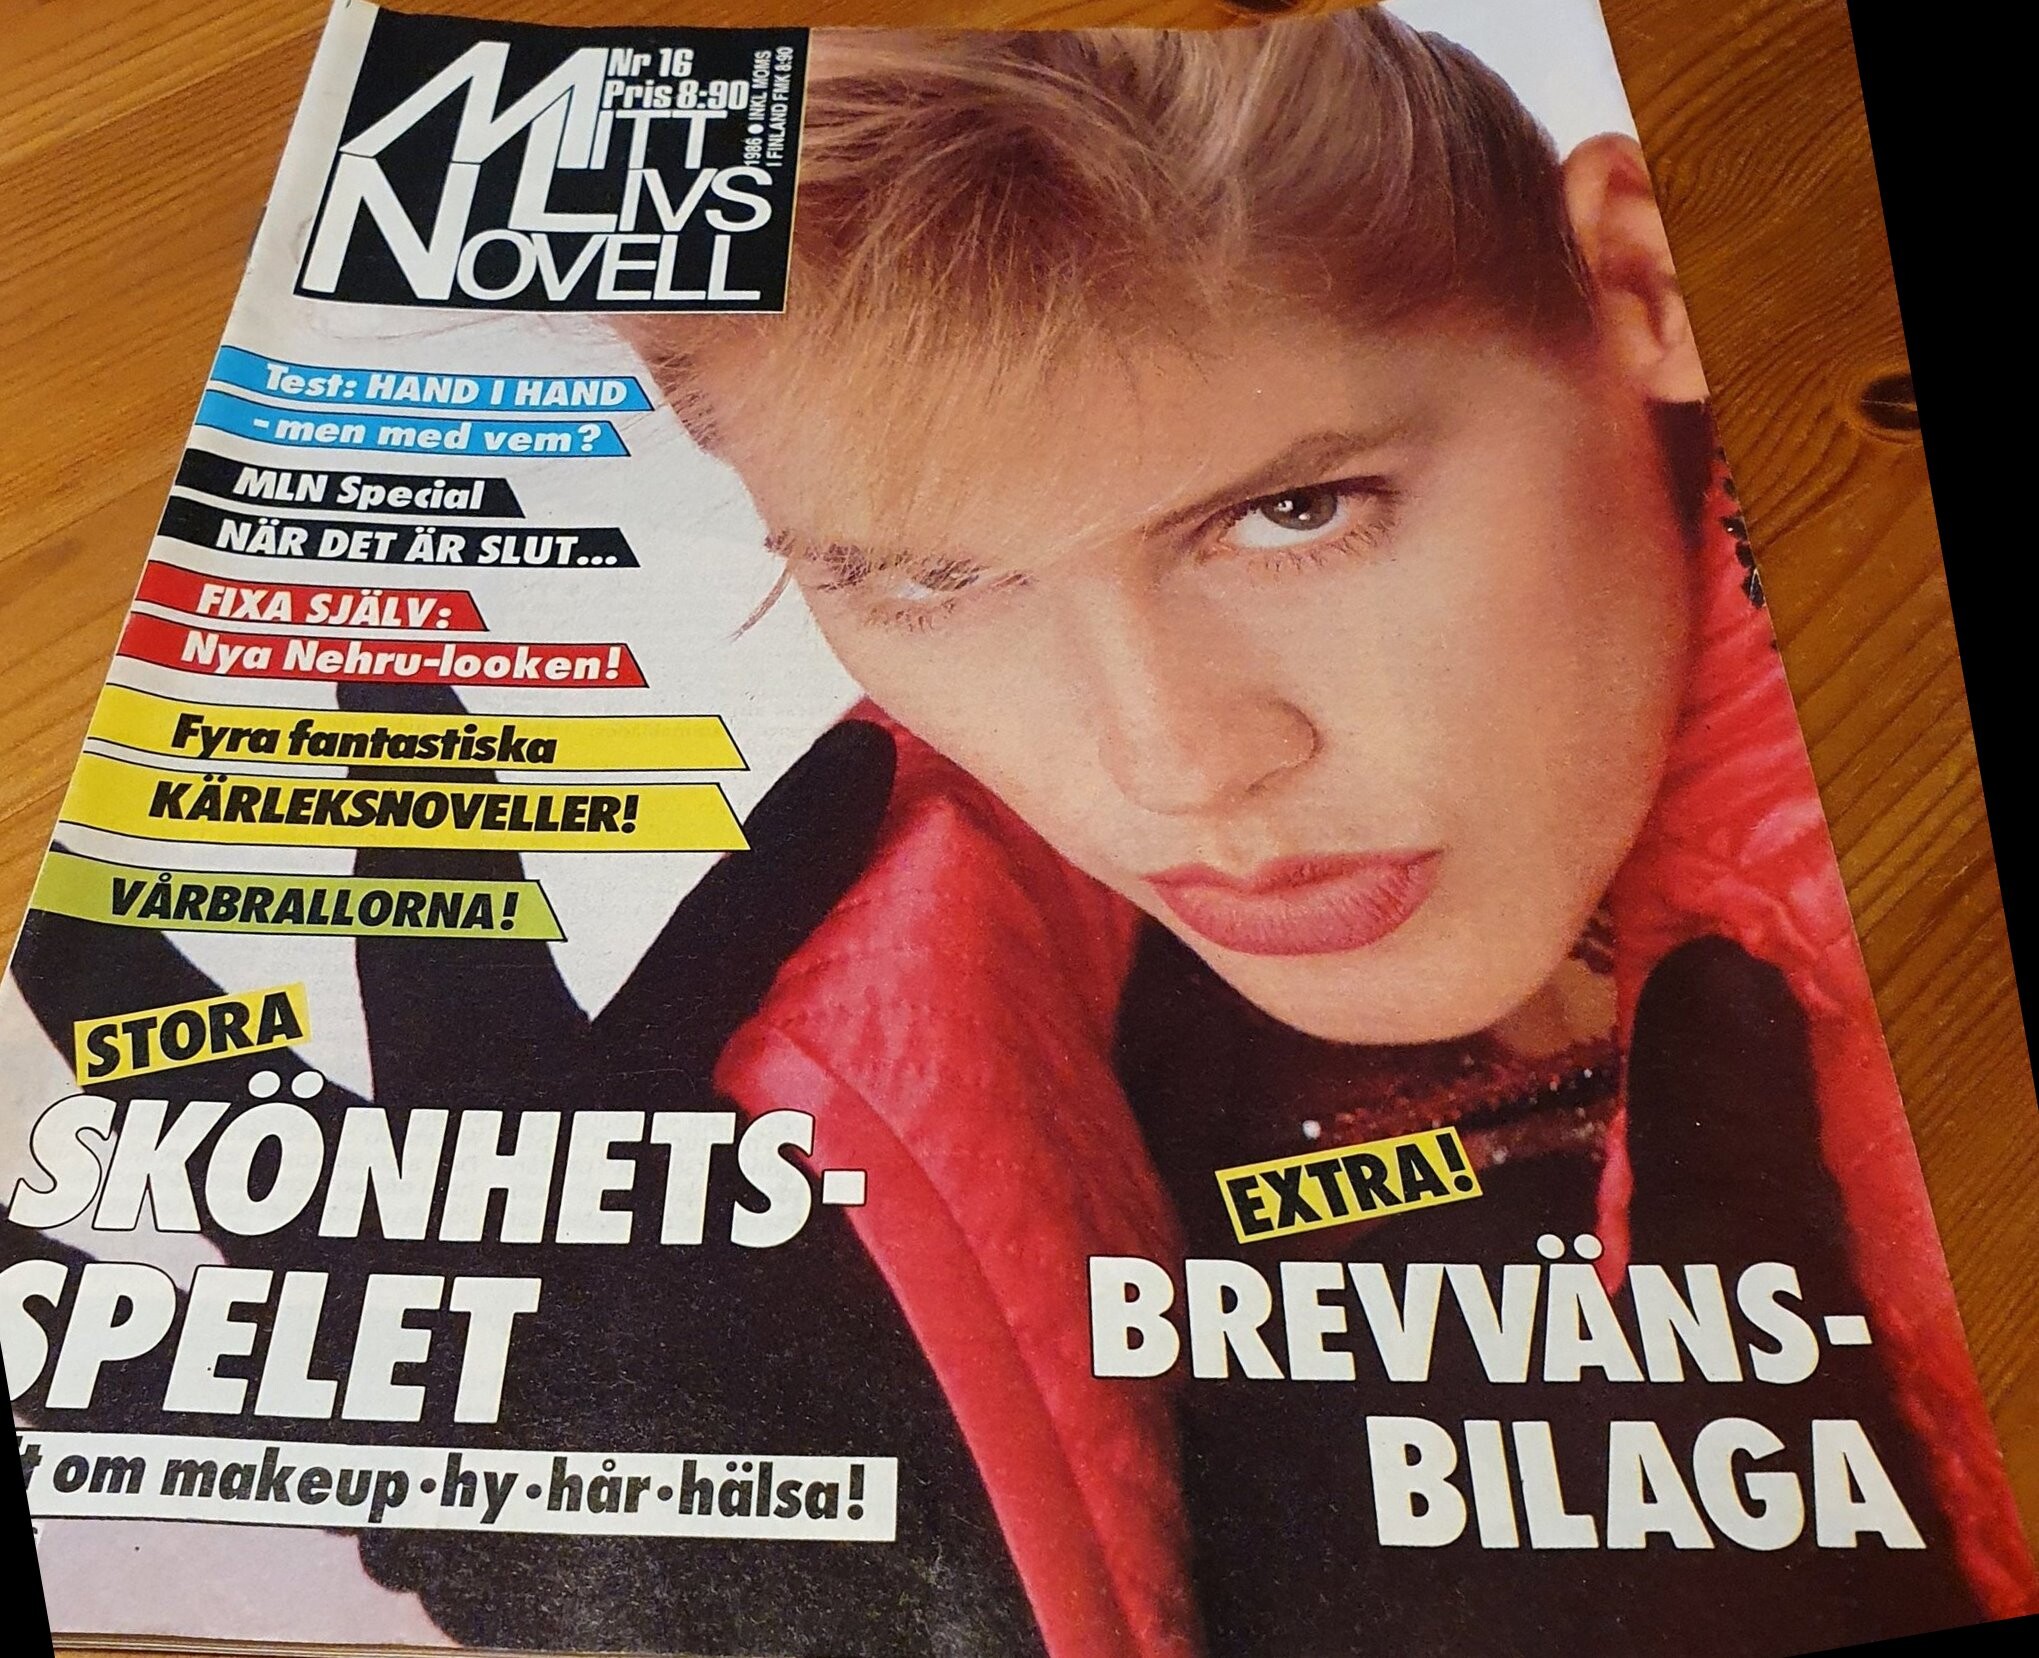 Nr 16
Pris 8:90
1986 ● INKL MOMS
I FINLAND FMK 8:90
MITT
LIVS
NOVELL
Test: HAND I HAND
- men med vem?
MLN Special
NÄR DET ÄR SLUT...
FIXA SJÄLV:
Nya Nehru-looken!
Fyra fantastiska
KÄRLEKSNOVELLER!
VÅRBRALLORNA!
STORA
SKÖNHETS-
SPELET
om makeup·hy·hår·hälsa!
EXTRA!
BREVVÄNS-
BILAGA